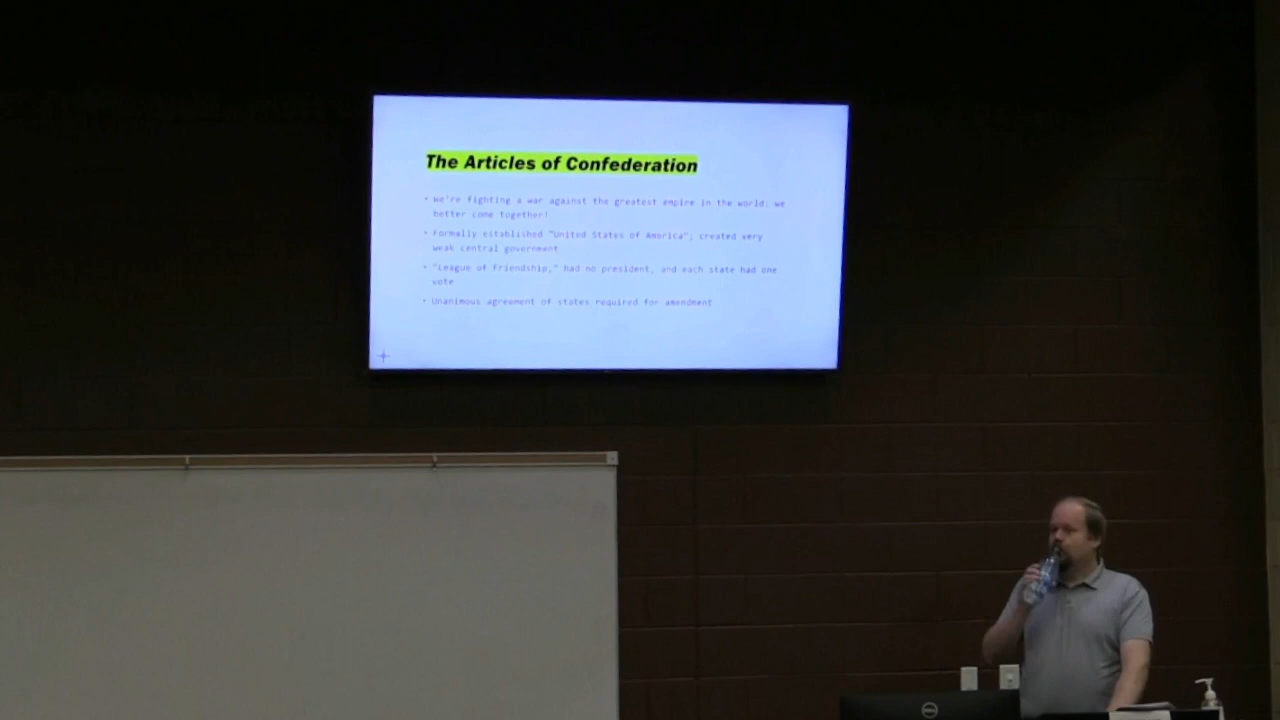 The Articles of Confederation
• We're fighting a war against the greatest empire in the world; we
better come together!
• Formally established "United States of America", created very
weak central government
• "League of Friendship," had no president, and each state had one
vote
• Unanimous agreement of states required for amendment
DELL